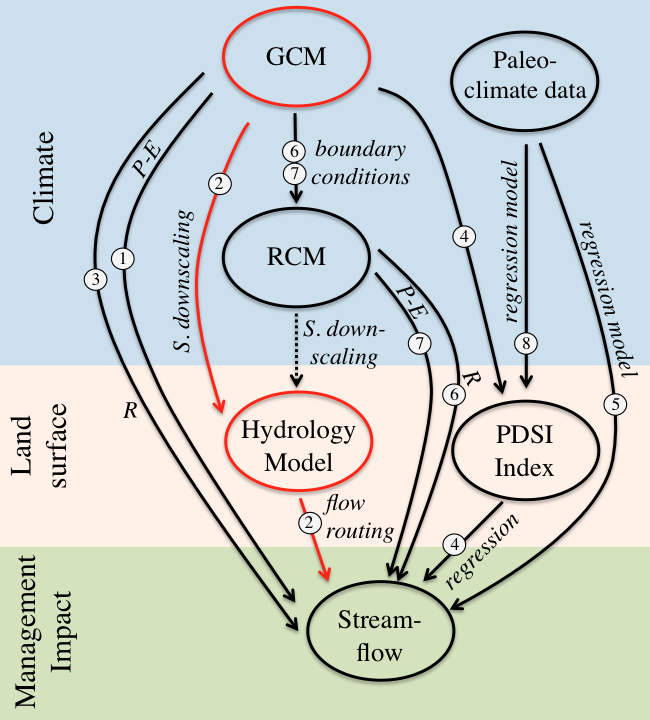 GCM
Paleo-
climate data
Climate
P-E
6
boundary
7
conditions
2
S. downscaling
4
regression model
regression model
3
1
RCM
P-E
S. down-
scaling
7
8
R
6
5
R
Land
surface
Hydrology
Model
PDSI
Index
2
flow
routing
4
regression
Management
Impact
Stream-
flow